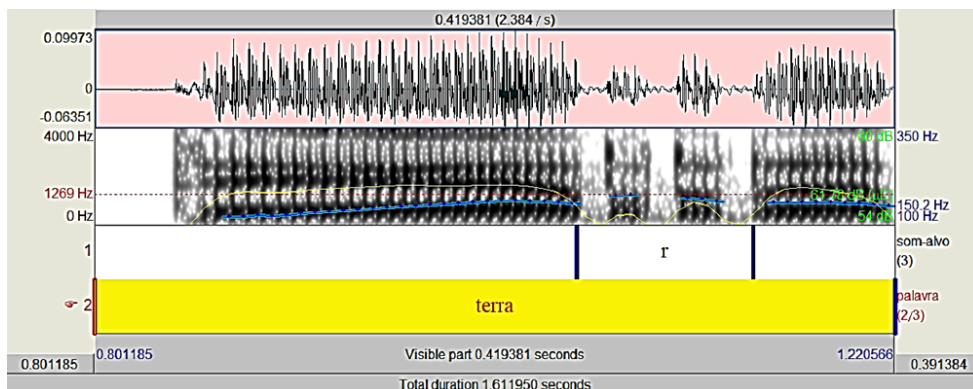 0.419381 (2.384 / s)
0.09973
0
-0.06351
4000 Hz 350 Hz
1269 Hz
0 Hz 54 dB 150.2 Hz
100 Hz
1 r som-alvo
(3)
2 terra palavra
(2/3)
0.801185 0.801185 Visible part 0.419381 seconds 1.220566 0.391384
Total duration 1.611950 seconds